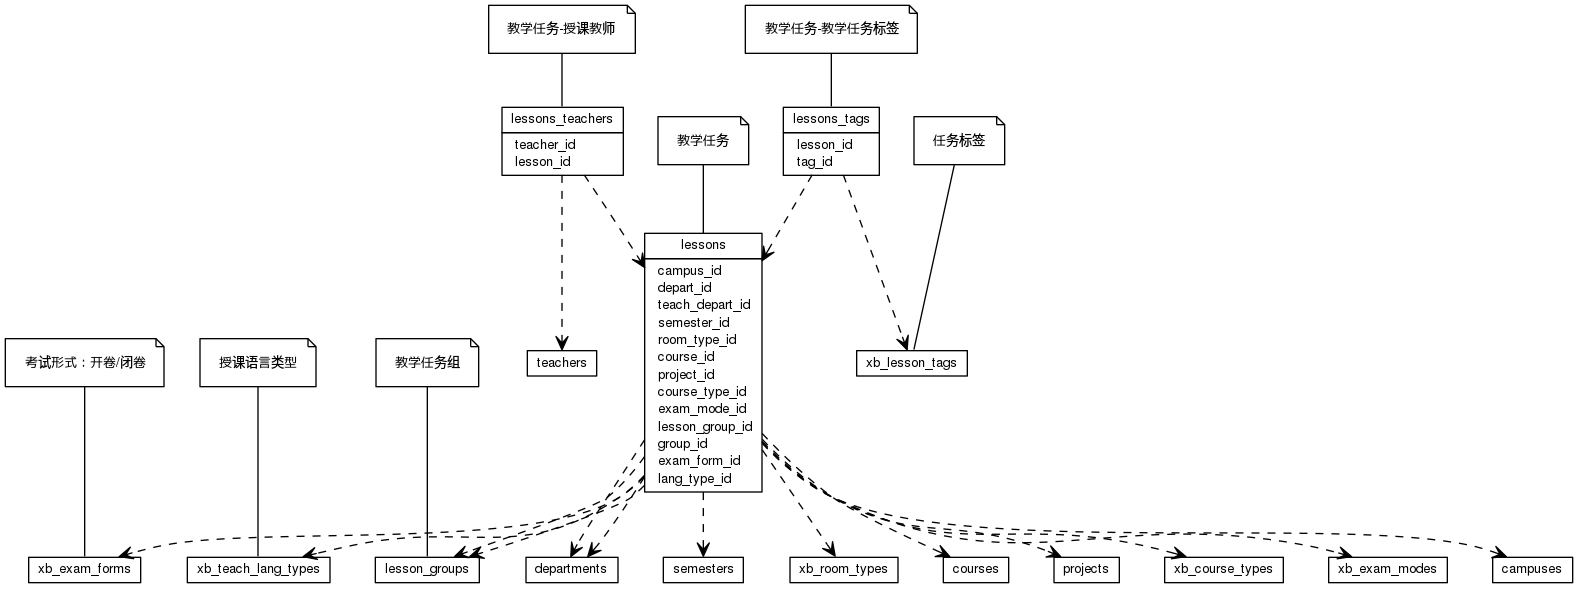 教学任务-授课教师
教学任务-教学任务标签
lessons_teachers
teacher_id
lesson_id
lessons_tags
lesson_id
tag_id
教学任务
任务标签
lessons
campus_id
depart_id
teach_depart_id
semester_id
room_type_id
course_id
project_id
course_type_id
exam_mode_id
lesson_group_id
group_id
exam_form_id
lang_type_id
考试形式：开卷/闭卷
授课语言类型
教学任务组
teachers
xb_lesson_tags
xb_exam_forms
xb_teach_lang_types
lesson_groups
departments
semesters
xb_room_types
courses
projects
xb_course_types
xb_exam_modes
campuses